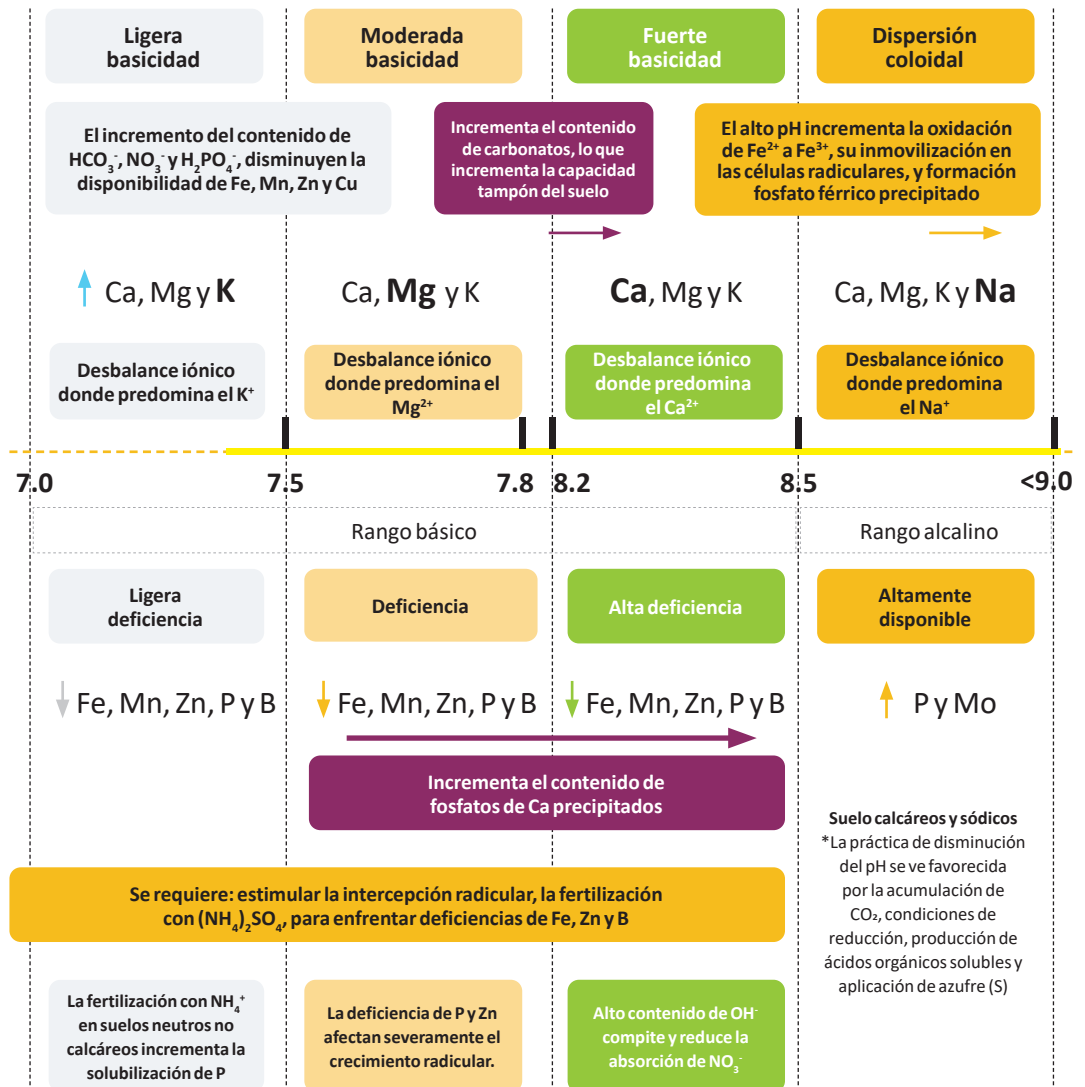 Ligera
basicidad
Moderada
basicidad
Fuerte
basicidad
Dispersión
coloidal
El incremento del contenido de
HCO₃⁻, NO₃⁻ y H₂PO₄⁻, disminuyen la
disponibilidad de Fe, Mn, Zn y Cu
Incrementa el contenido
de carbonatos, lo que
incrementa la capacidad
tampón del suelo
El alto pH incrementa la oxidación
de Fe²⁺ a Fe³⁺, su inmovilización en
las células radiculares, y formación
fosfato férrico precipitado
Ca, Mg y K
Ca, Mg y K
Ca, Mg y K
Ca, Mg, K y Na
Desbalance iónico
donde predomina el K⁺
Desbalance iónico
donde predomina el
Mg²⁺
Desbalance iónico
donde predomina
el Ca²⁺
Desbalance iónico
donde predomina
el Na⁺
7.0
7.5
7.8
8.2
8.5
<9.0
Rango básico
Rango alcalino
Ligera
deficiencia
Deficiencia
Alta deficiencia
Altamente
disponible
Fe, Mn, Zn, P y B
Fe, Mn, Zn, P y B
Fe, Mn, Zn, P y B
P y Mo
Incrementa el contenido de
fosfatos de Ca precipitados
Suelo calcáreos y sódicos
*La práctica de disminución
del pH se ve favorecida
por la acumulación de
CO₂, condiciones de
reducción, producción de
ácidos orgánicos solubles y
aplicación de azufre (S)
Se requiere: estimular la intercepción radicular, la fertilización
con (NH₄)₂SO₄, para enfrentar deficiencias de Fe, Zn y B
La fertilización con NH₄⁺
en suelos neutros no
calcáreos incrementa la
solubilización de P
La deficiencia de P y Zn
afectan severamente el
crecimiento radicular.
Alto contenido de OH⁻
compite y reduce la
absorción de NO₃⁻